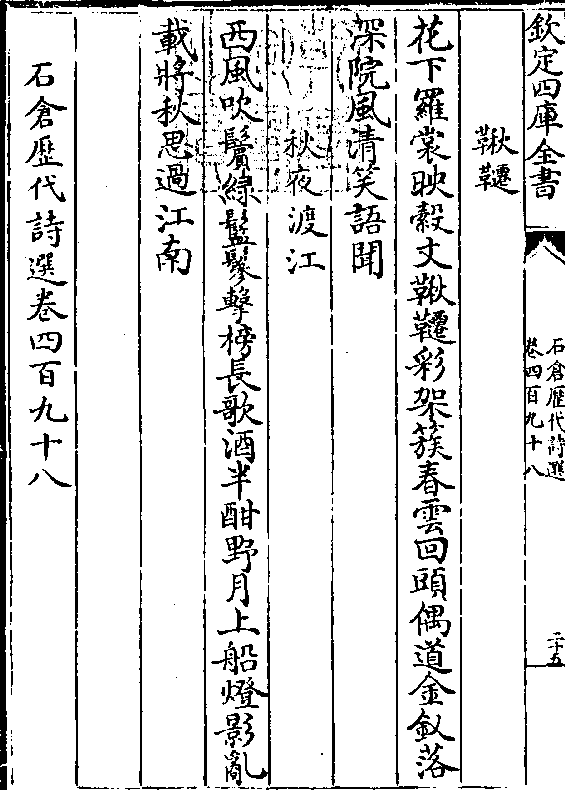 欽定四庫全書
石倉歷代詩選
卷四百九十八
二十五
鞦韆
花下羅裳映縠文鞦韆彩架簇春雲回頭偶道金釵落
深院風清笑語聞
秋夜渡江
西風吹鬢綠鬖鬖擊榜長歌酒半酣野月上船燈影亂
載將秋思過江南
石倉歷代詩選卷四百九十八